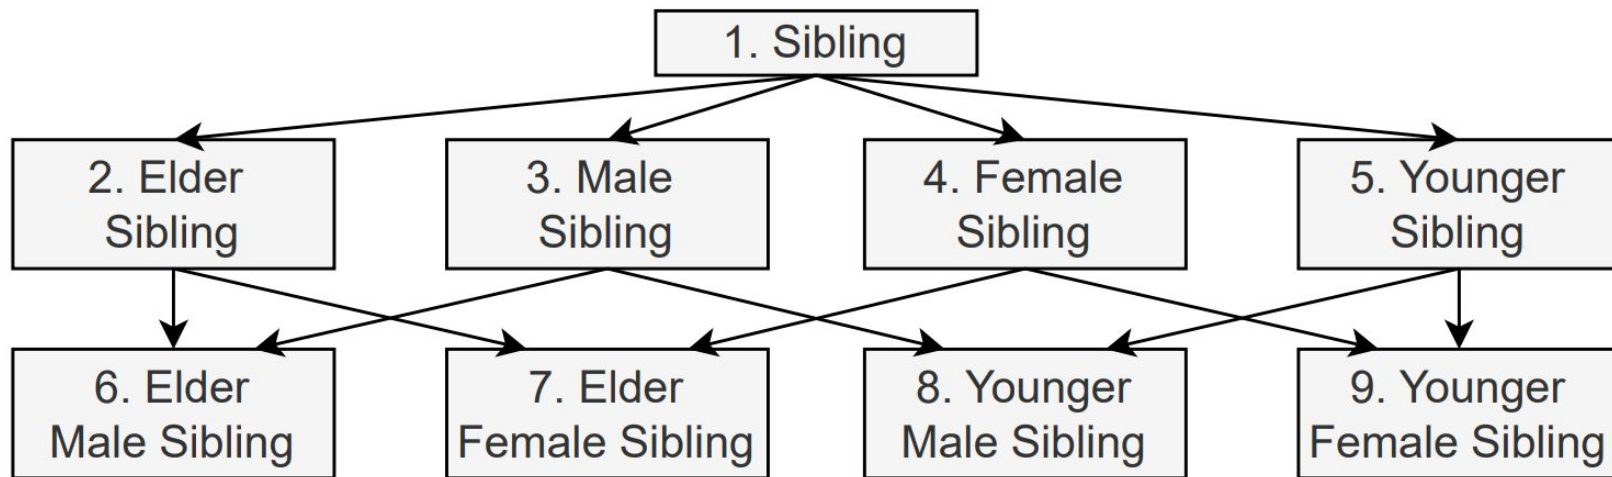 1. Sibling
2. Elder
Sibling
3. Male
Sibling
4. Female
Sibling
5. Younger
Sibling
6. Elder
Male Sibling
7. Elder
Female Sibling
8. Younger
Male Sibling
9. Younger
Female Sibling